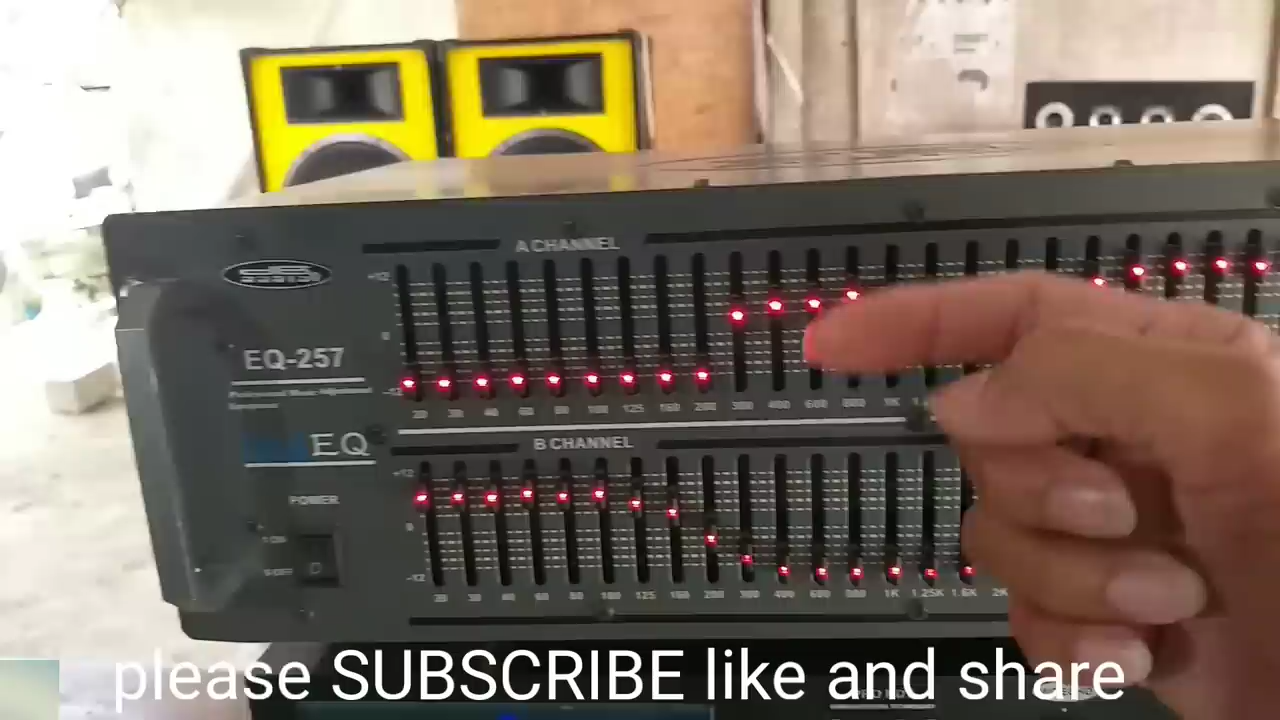 A CHANNEL
+12
0
-12
EQ-257
20 30 40 60 80 100 125 160 200 300 400 600 800 1K
EQ
B CHANNEL
+12
0
-12
POWER
20 30 40 60 80 100 125 160 200 300 400 600 800 1K 1.25K 1.6K 2K
please SUBSCRIBE like and share